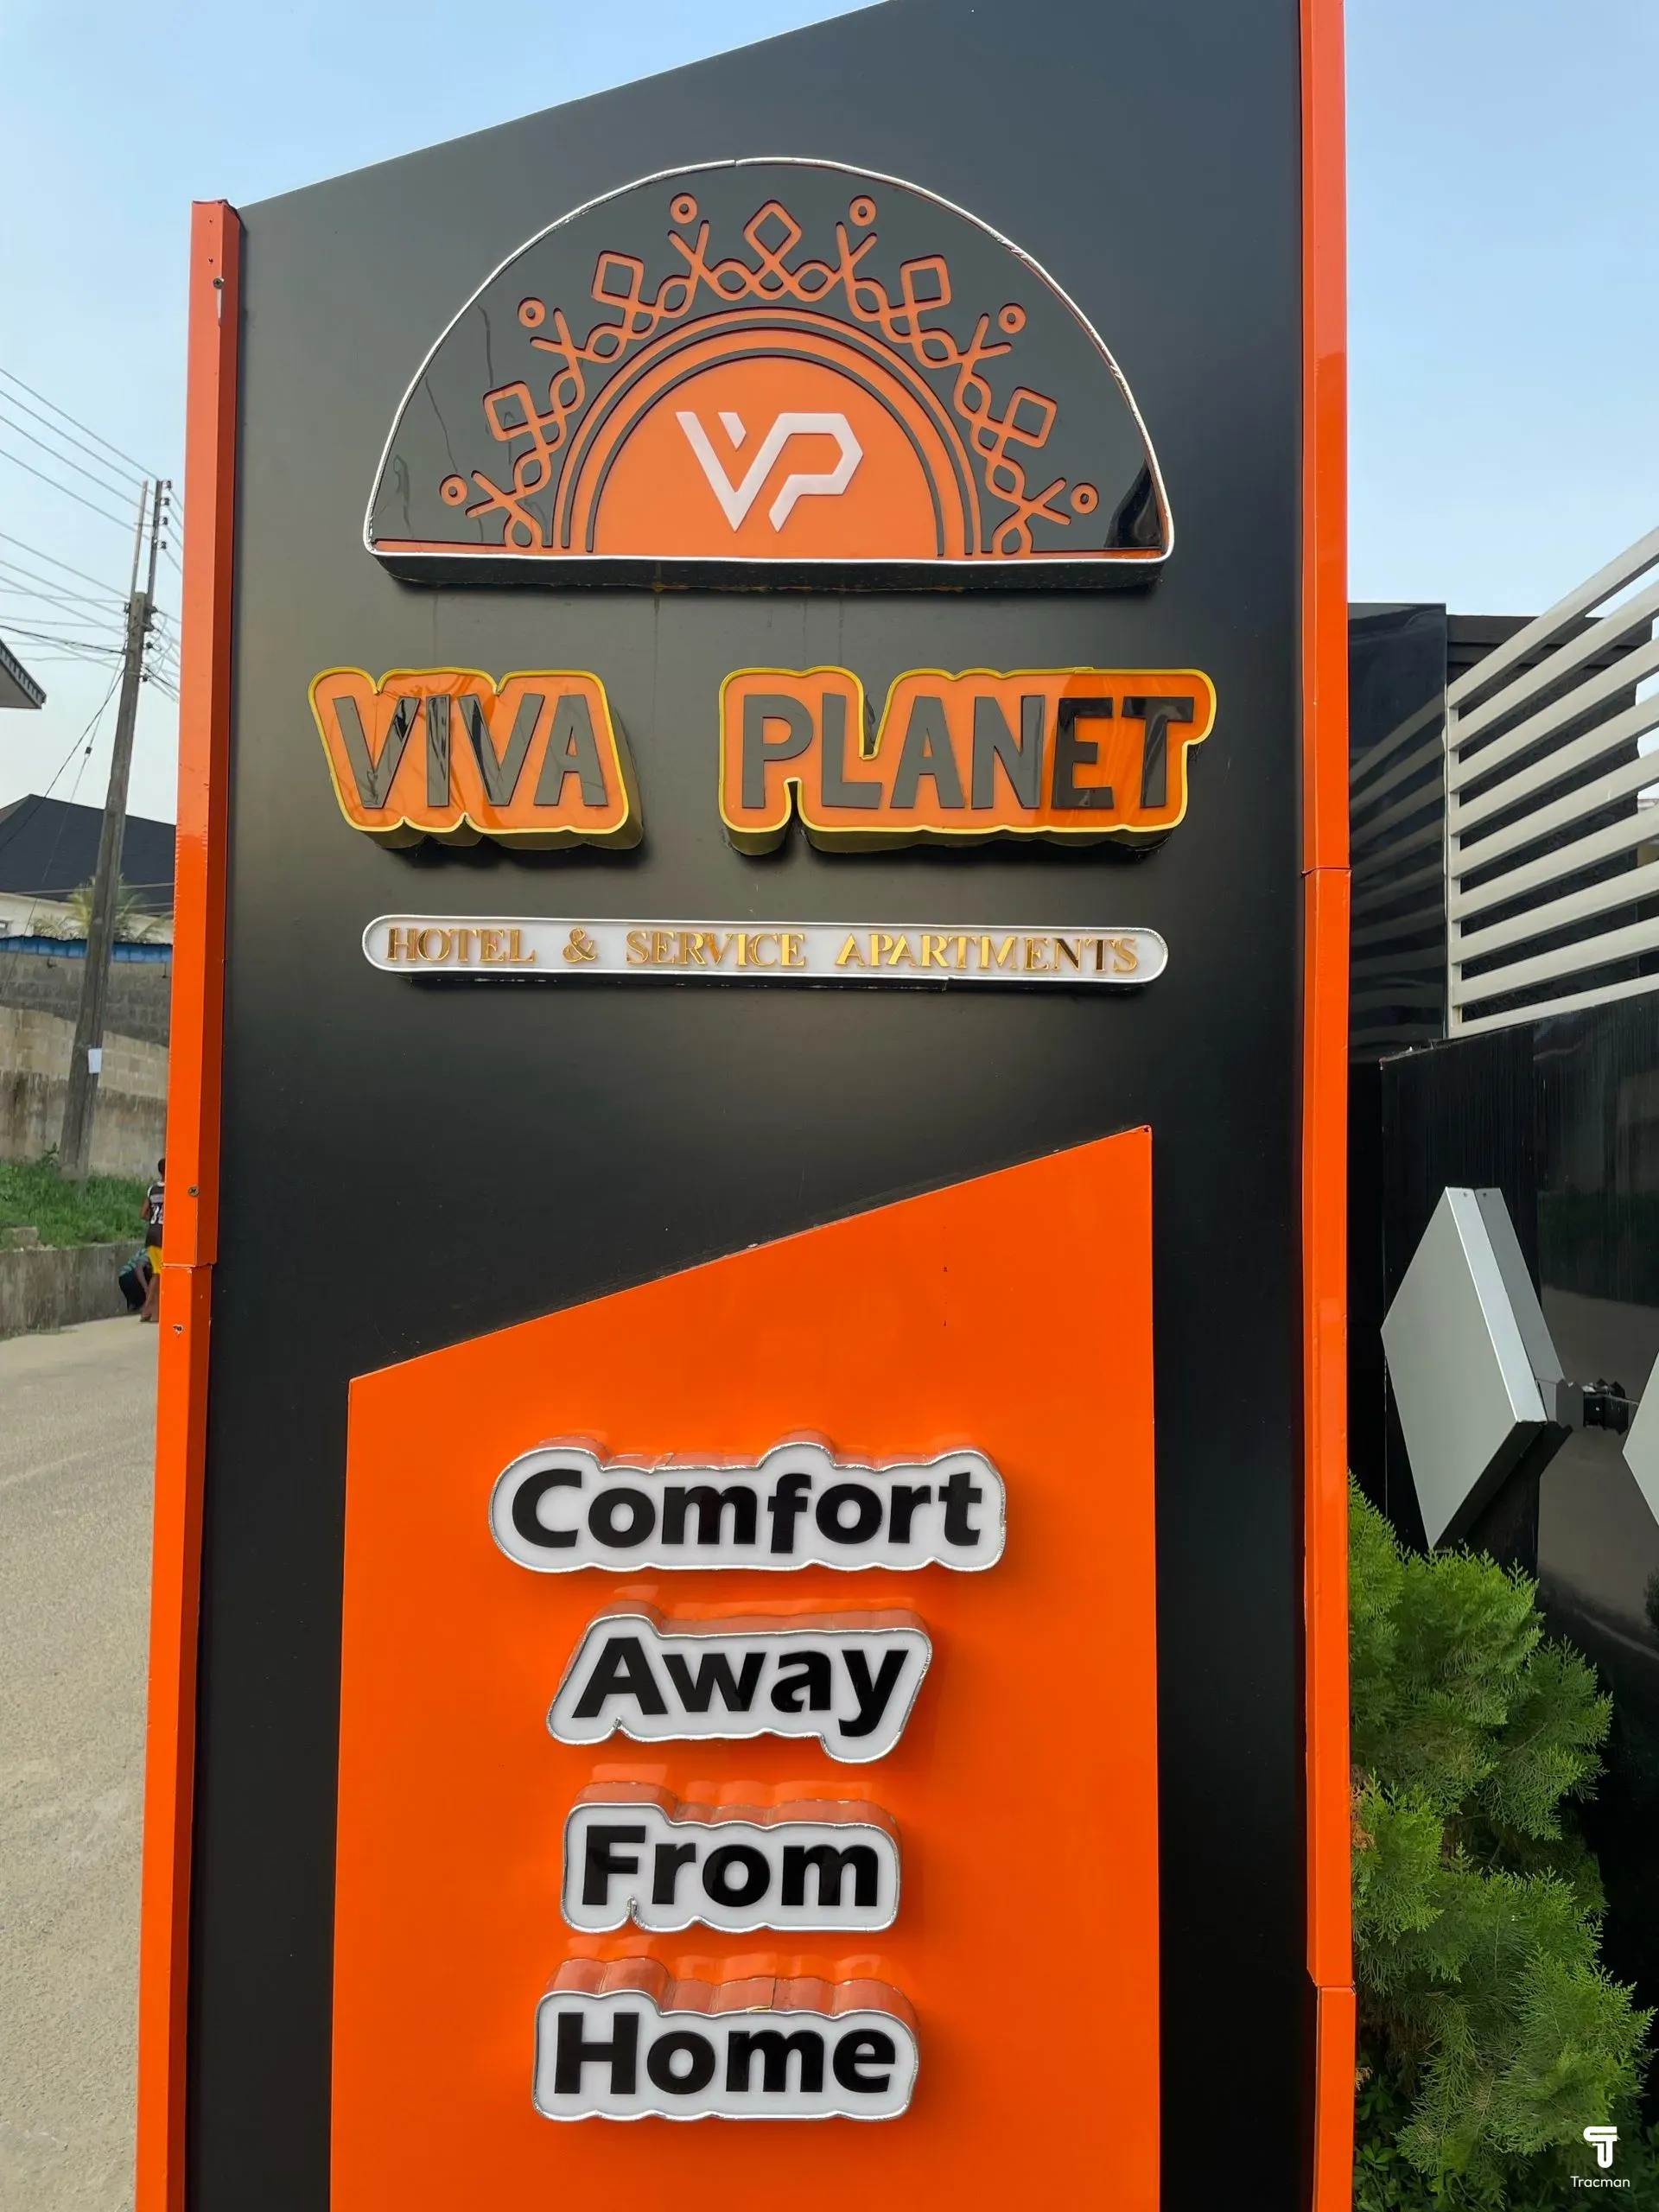 VP
VIVA PLANET
HOTEL & SERVICE APARTMENTS
Comfort
Away
From
Home
Tracman